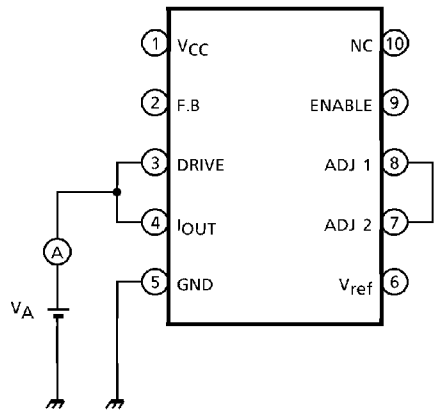 1 VCC NC 10
2 F.B ENABLE 9
3 DRIVE ADJ 1 8
4 IOUT ADJ 2 7
A
5 GND Vref 6
VA